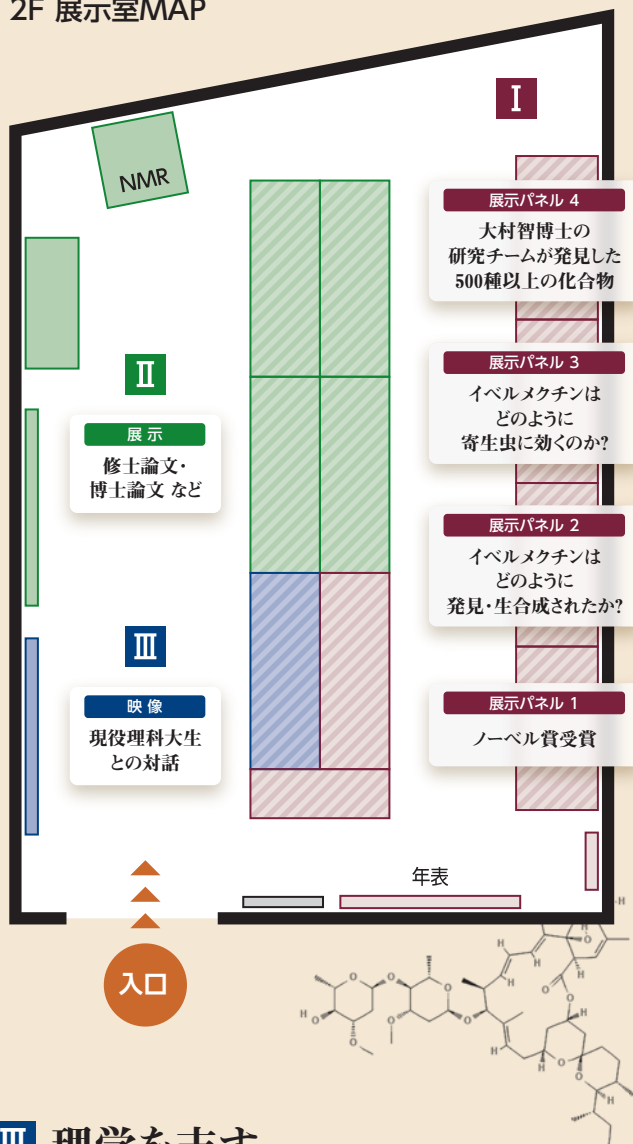 2F 展示室MAP
Ⅰ
NMR
展示パネル 4
大村智博士の
研究チームが発見した
500種以上の化合物
展示パネル 3
イベルメクチンは
どのように
寄生虫に効くのか?
Ⅱ
展 示
修士論文・
博士論文 など
展示パネル 2
イベルメクチンは
どのように
発見・生合成されたか?
Ⅲ
映 像
現役理科大生
との対話
展示パネル 1
ノーベル賞受賞
年表
入口